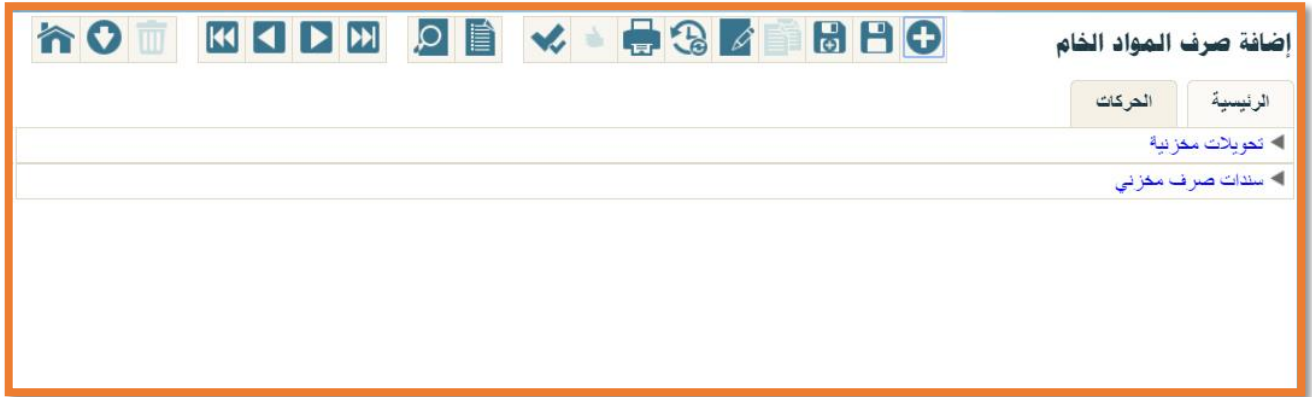 إضافة صرف المواد الخام
الرئيسية الحركات
تحويلات مخزنية
سندات صرف مخزني